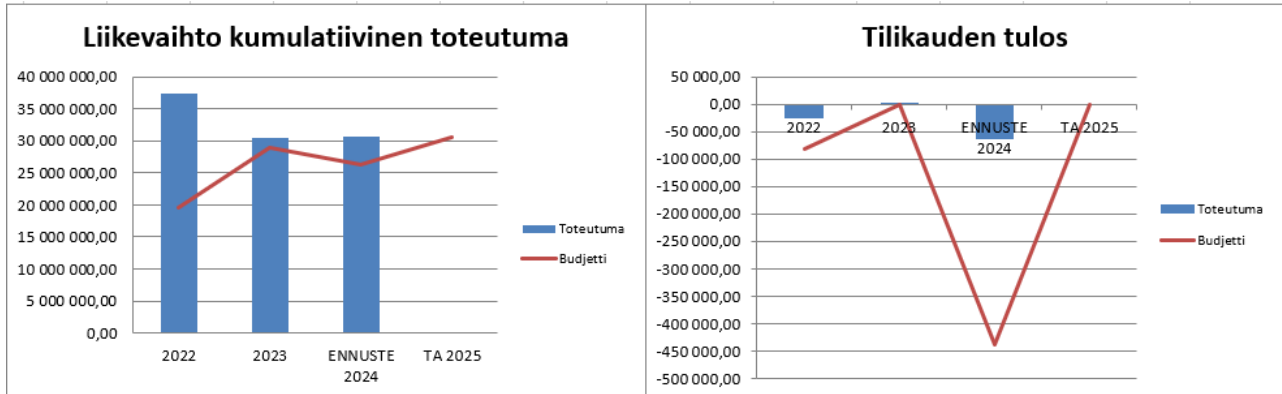 Liikevaihto kumulatiivinen toteutuma
40 000 000,00
35 000 000,00
30 000 000,00
25 000 000,00
20 000 000,00
15 000 000,00
10 000 000,00
5 000 000,00
0,00
2022
2023
ENNUSTE
2024
TA 2025
Toteutuma
Budjetti
Tilikauden tulos
50 000,00
0,00
-50 000,00
-100 000,00
-150 000,00
-200 000,00
-250 000,00
-300 000,00
-350 000,00
-400 000,00
-450 000,00
-500 000,00
2022
2023
ENNUSTE
2024
TA 2025
Toteutuma
Budjetti